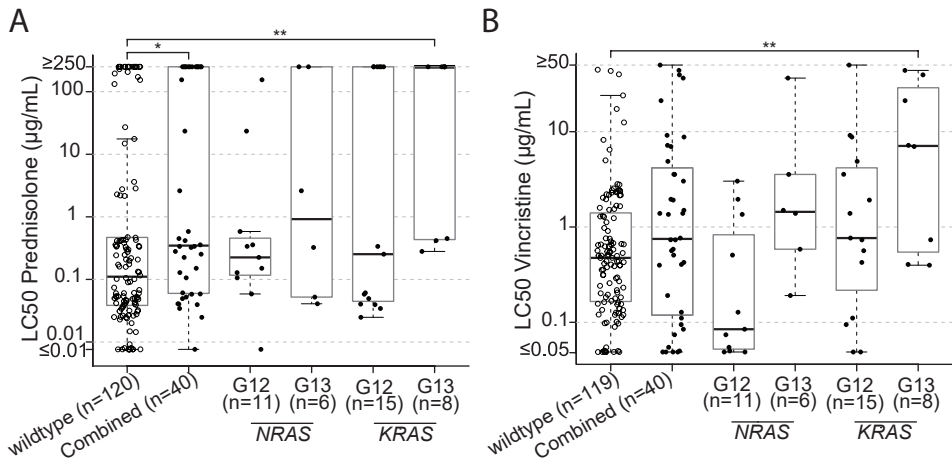 A
B
*
**
**
LC50 Prednisolone (µg/mL)
≥250
100
10
1
0.1
0.01
≤0.01
wildtype (n=120)
Combined (n=40)
G12
(n=11)
G13
(n=6)
G12
(n=15)
G13
(n=8)
NRAS
KRAS
LC50 Vincristine (µg/mL)
≥50
10
1
0.1
≤0.05
wildtype (n=119)
Combined (n=40)
G12
(n=11)
G13
(n=6)
G12
(n=15)
G13
(n=8)
NRAS
KRAS